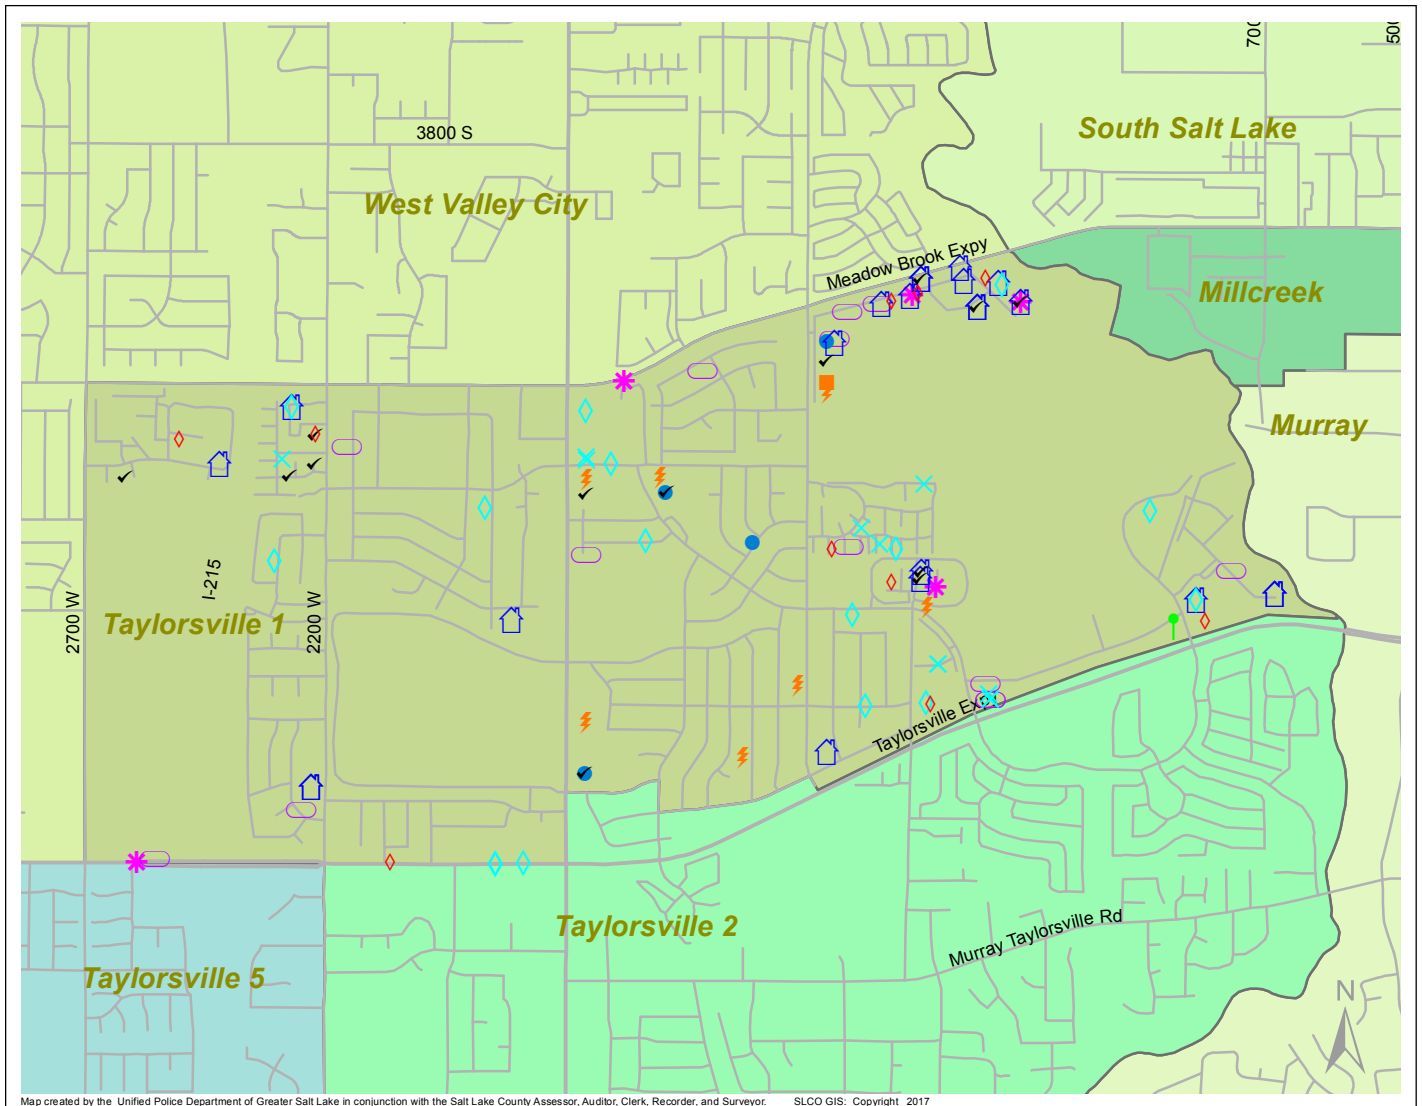 700
500
3800 S
South Salt Lake
West Valley City
Meadow Brook Expy
Millcreek
Murray
I-215
2700 W
Taylorsville 1
2200 W
Taylorsville Expy
Taylorsville 2
Murray Taylorsville Rd
Taylorsville 5
N
Map created by the Unified Police Department of Greater Salt Lake in conjunction with the Salt Lake County Assessor, Auditor, Clerk, Recorder, and Surveyor. SLCO GIS: Copyright 2017